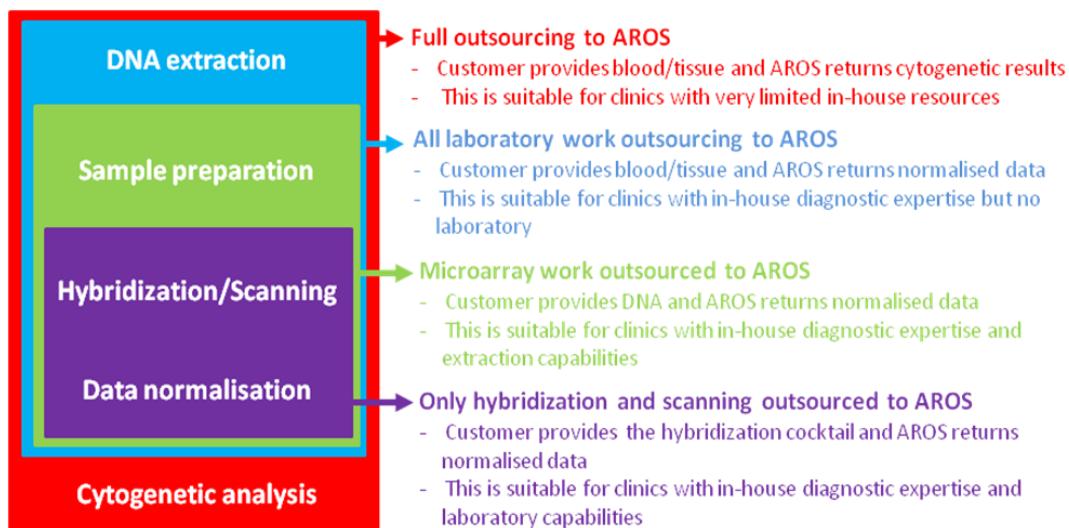 DNA extraction
Sample preparation
Hybridization/Scanning
Data normalisation
Cytogenetic analysis
Full outsourcing to AROS
- Customer provides blood/tissue and AROS returns cytogenetic results
- This is suitable for clinics with very limited in-house resources
All laboratory work outsourcing to AROS
- Customer provides blood/tissue and AROS returns normalised data
- This is suitable for clinics with in-house diagnostic expertise but no
laboratory
Microarray work outsourced to AROS
- Customer provides DNA and AROS returns normalised data
- This is suitable for clinics with in-house diagnostic expertise and
extraction capabilities
Only hybridization and scanning outsourced to AROS
- Customer provides the hybridization cocktail and AROS returns
normalised data
- This is suitable for clinics with in-house diagnostic expertise and
laboratory capabilities